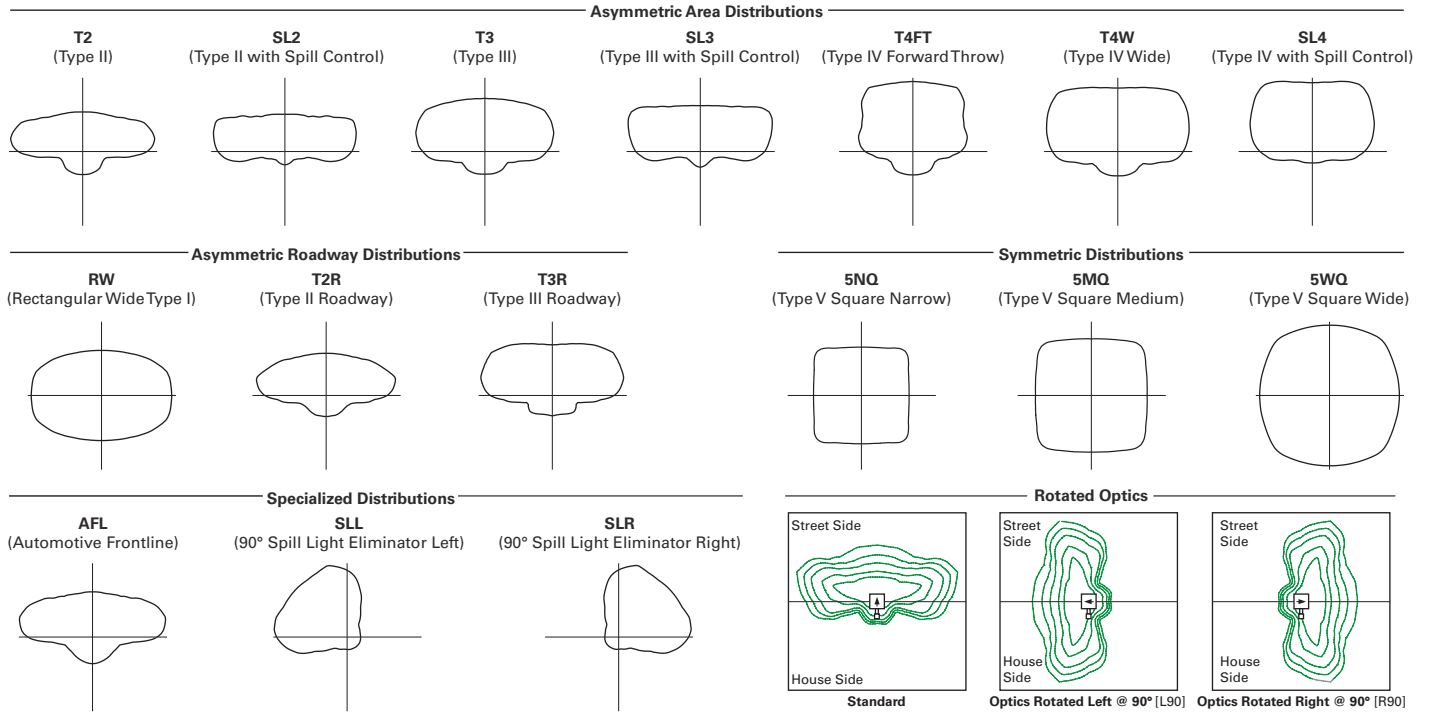 Asymmetric Area Distributions
T2
(Type II)
SL2
(Type II with Spill Control)
T3
(Type III)
SL3
(Type III with Spill Control)
T4FT
(Type IV Forward Throw)
T4W
(Type IV Wide)
SL4
(Type IV with Spill Control)
Asymmetric Roadway Distributions
RW
(Rectangular Wide Type I)
T2R
(Type II Roadway)
T3R
(Type III Roadway)
Symmetric Distributions
5NQ
(Type V Square Narrow)
5MQ
(Type V Square Medium)
5WQ
(Type V Square Wide)
Specialized Distributions
AFL
(Automotive Frontline)
SLL
(90° Spill Light Eliminator Left)
SLR
(90° Spill Light Eliminator Right)
Rotated Optics
Street Side
House Side
Standard
Street
Side
House
Side
Optics Rotated Left @ 90° [L90]
Street
Side
House
Side
Optics Rotated Right @ 90° [R90]